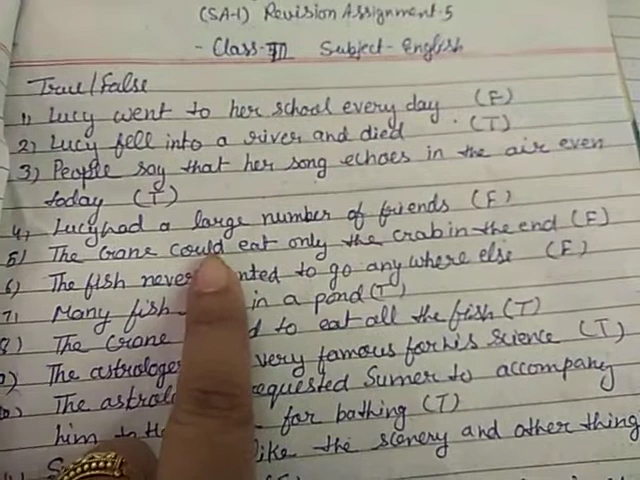 (SA-1) Revision Assignment-5
- Class-III Subject- English
True/False
1) Lucy went to her school every day (F)
2) Lucy fell into a river and died . (T)
3) People say that her song echoes in the air even
today (T)
4) Lucy had a large number of friends (F)
5) The Crane could eat only the crab in the end (F)
6) The fish never nted to go anywhere else (F)
7) Many fish in a pond (T)
8) The Crane d to eat all the fish (T)
9) The astrologe very famous for his science (T)
10) The astrol equested Sumer to accompany
him to the for bathing (T)
like the scenery and other thing